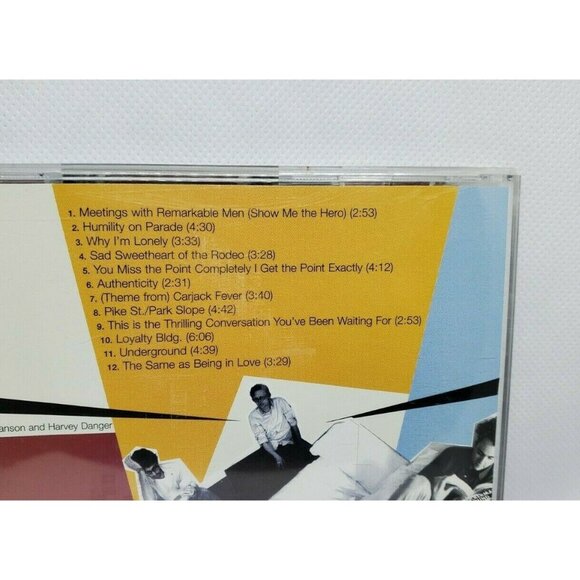 1. Meetings with Remarkable Men (Show Me the Hero) (2:53)
2. Humility on Parade (4:30)
3. Why I'm Lonely (3:33)
4. Sad Sweetheart of the Rodeo (3:28)
5. You Miss the Point Completely I Get the Point Exactly (4:12)
6. Authenticity (2:31)
7. (Theme from) Carjack Fever (3:40)
8. Pike St./Park Slope (4:42)
9. This is the Thrilling Conversation You've Been Waiting For (2:53)
10. Loyalty Bldg. (6:06)
11. Underground (4:39)
12. The Same as Being in Love (3:29)
anson and Harvey Danger